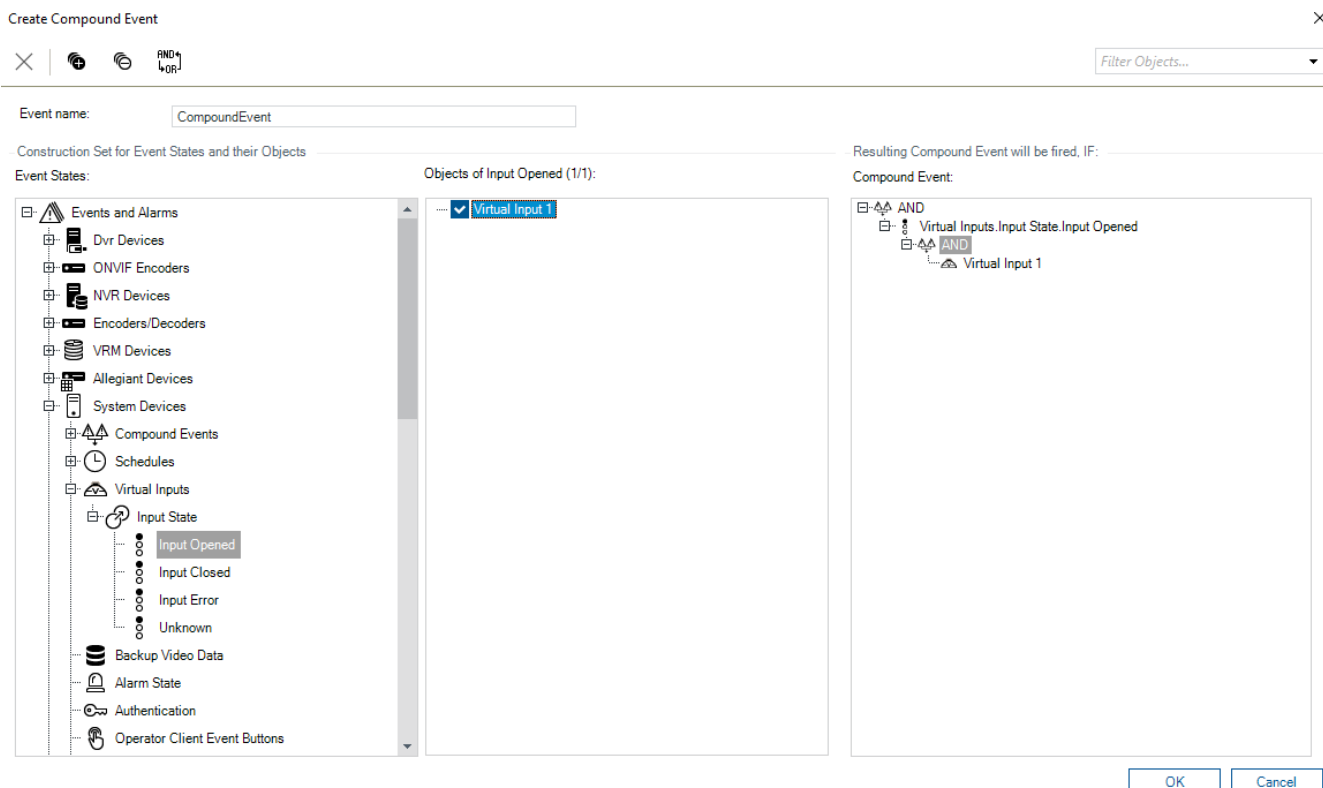 Create Compound Event
AND
OR
Filter Objects...
Event name:
CompoundEvent
Construction Set for Event States and their Objects
Event States:
Events and Alarms
Dvr Devices
ONVIF Encoders
NVR Devices
Encoders/Decoders
VRM Devices
Allegiant Devices
System Devices
Compound Events
Schedules
Virtual Inputs
Input State
Input Opened
Input Closed
Input Error
Unknown
Backup Video Data
Alarm State
Authentication
Operator Client Event Buttons
Objects of Input Opened (1/1):
Virtual Input 1
Resulting Compound Event will be fired, IF:
Compound Event:
AND
Virtual Inputs.Input State.Input Opened
AND
Virtual Input 1
OK
Cancel